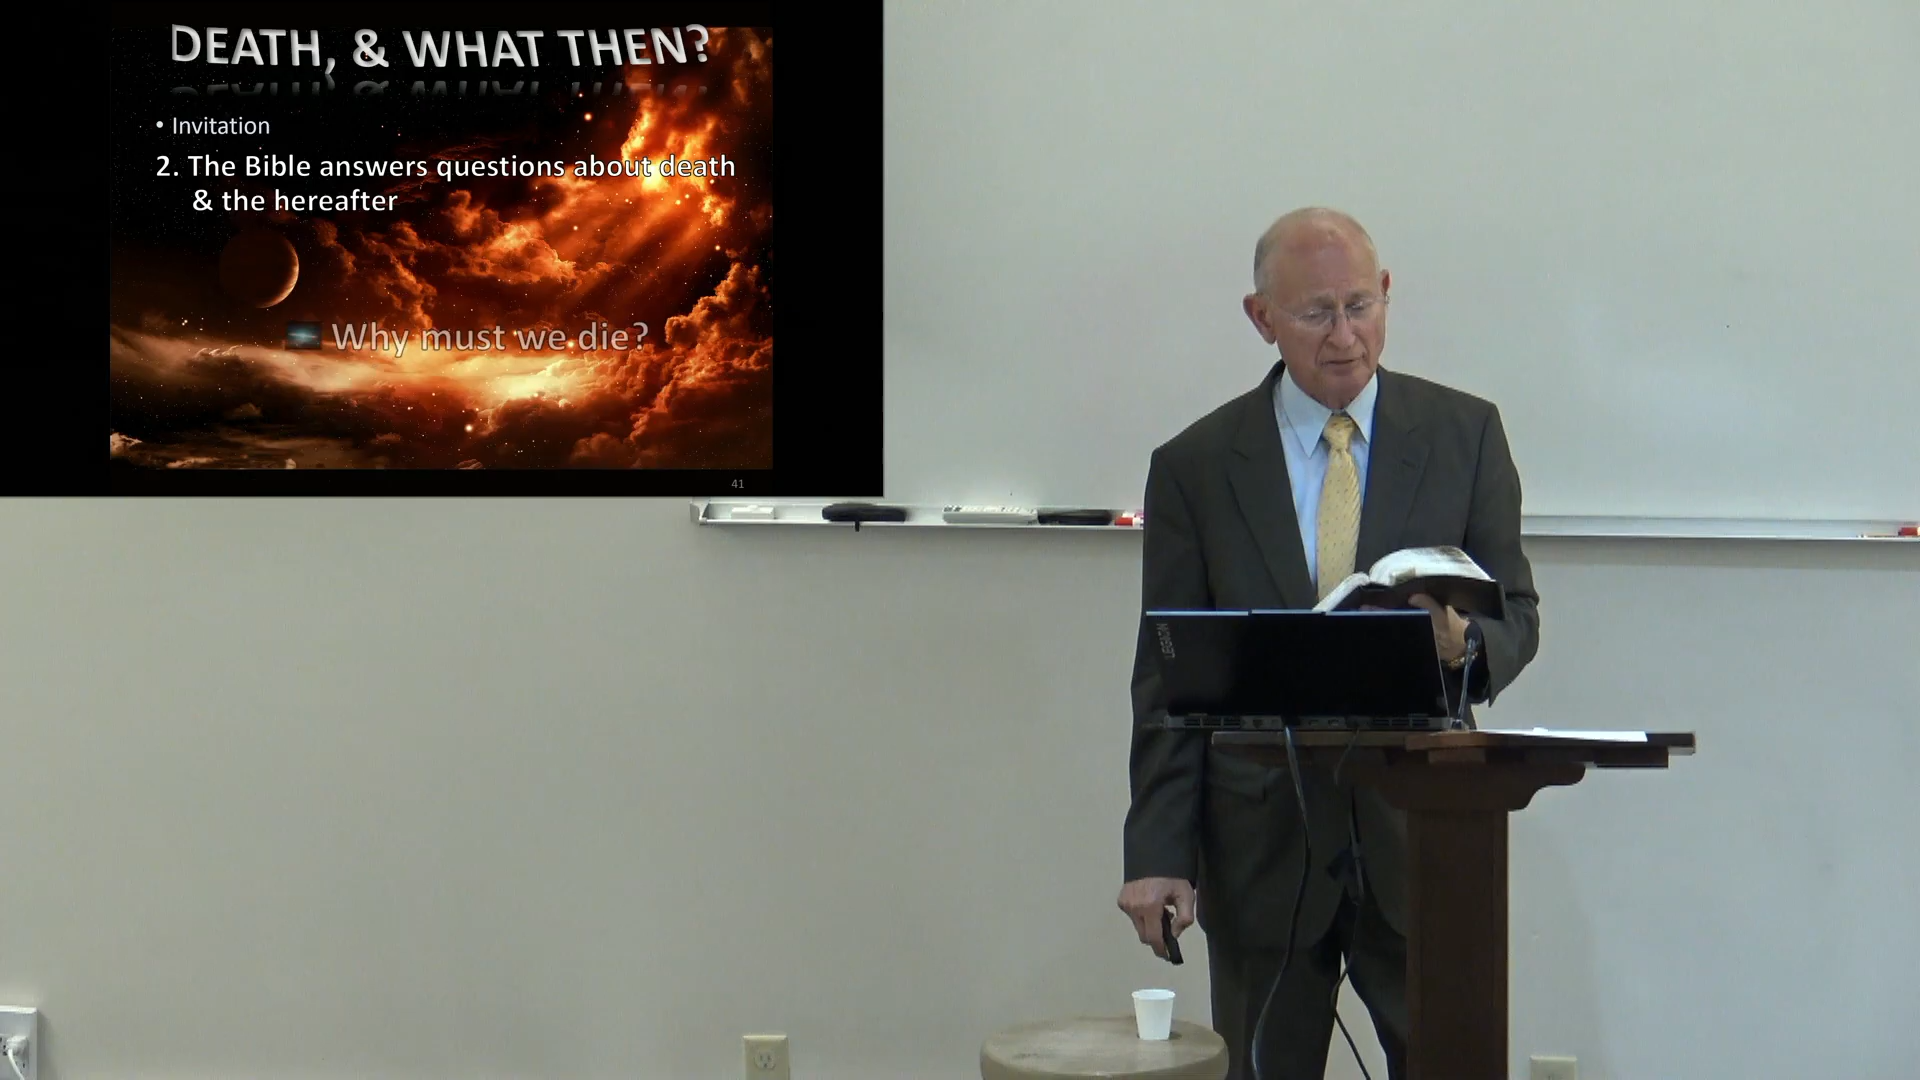 DEATH, & WHAT THEN?
• Invitation
2. The Bible answers questions about death
& the hereafter
Why must we die?
41
LEGION